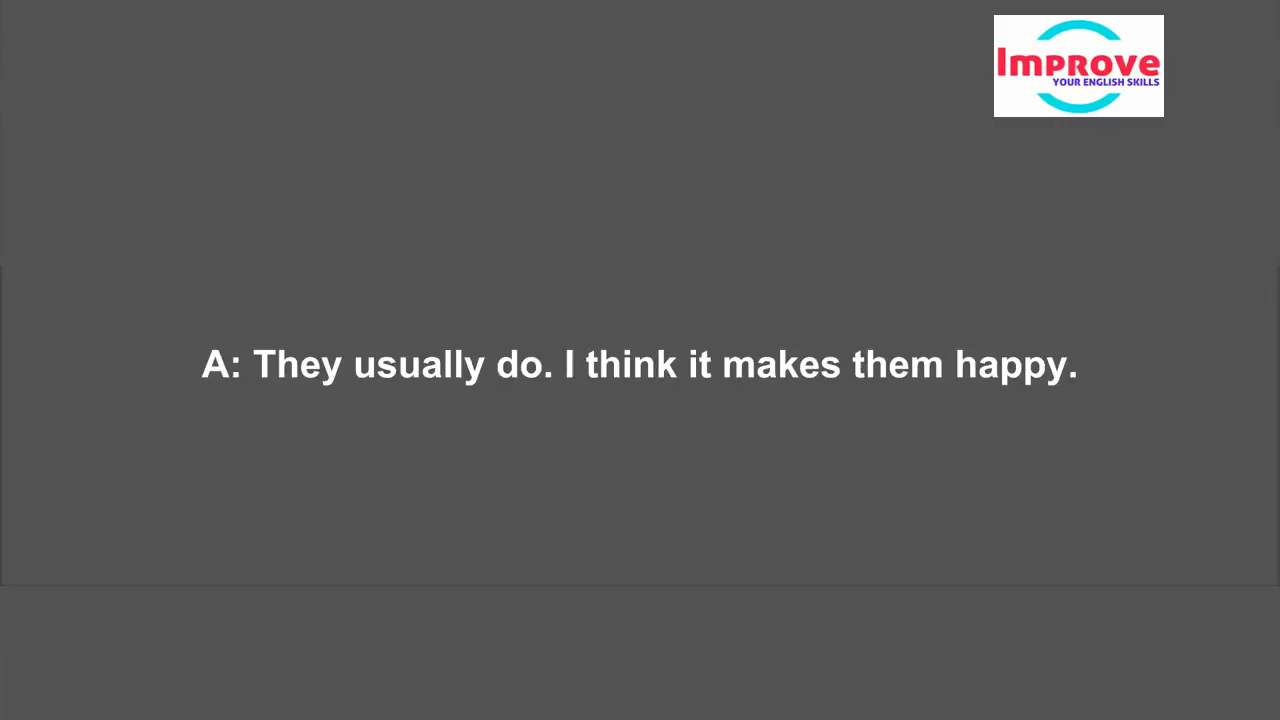 Improve
YOUR ENGLISH SKILLS
A: They usually do. I think it makes them happy.